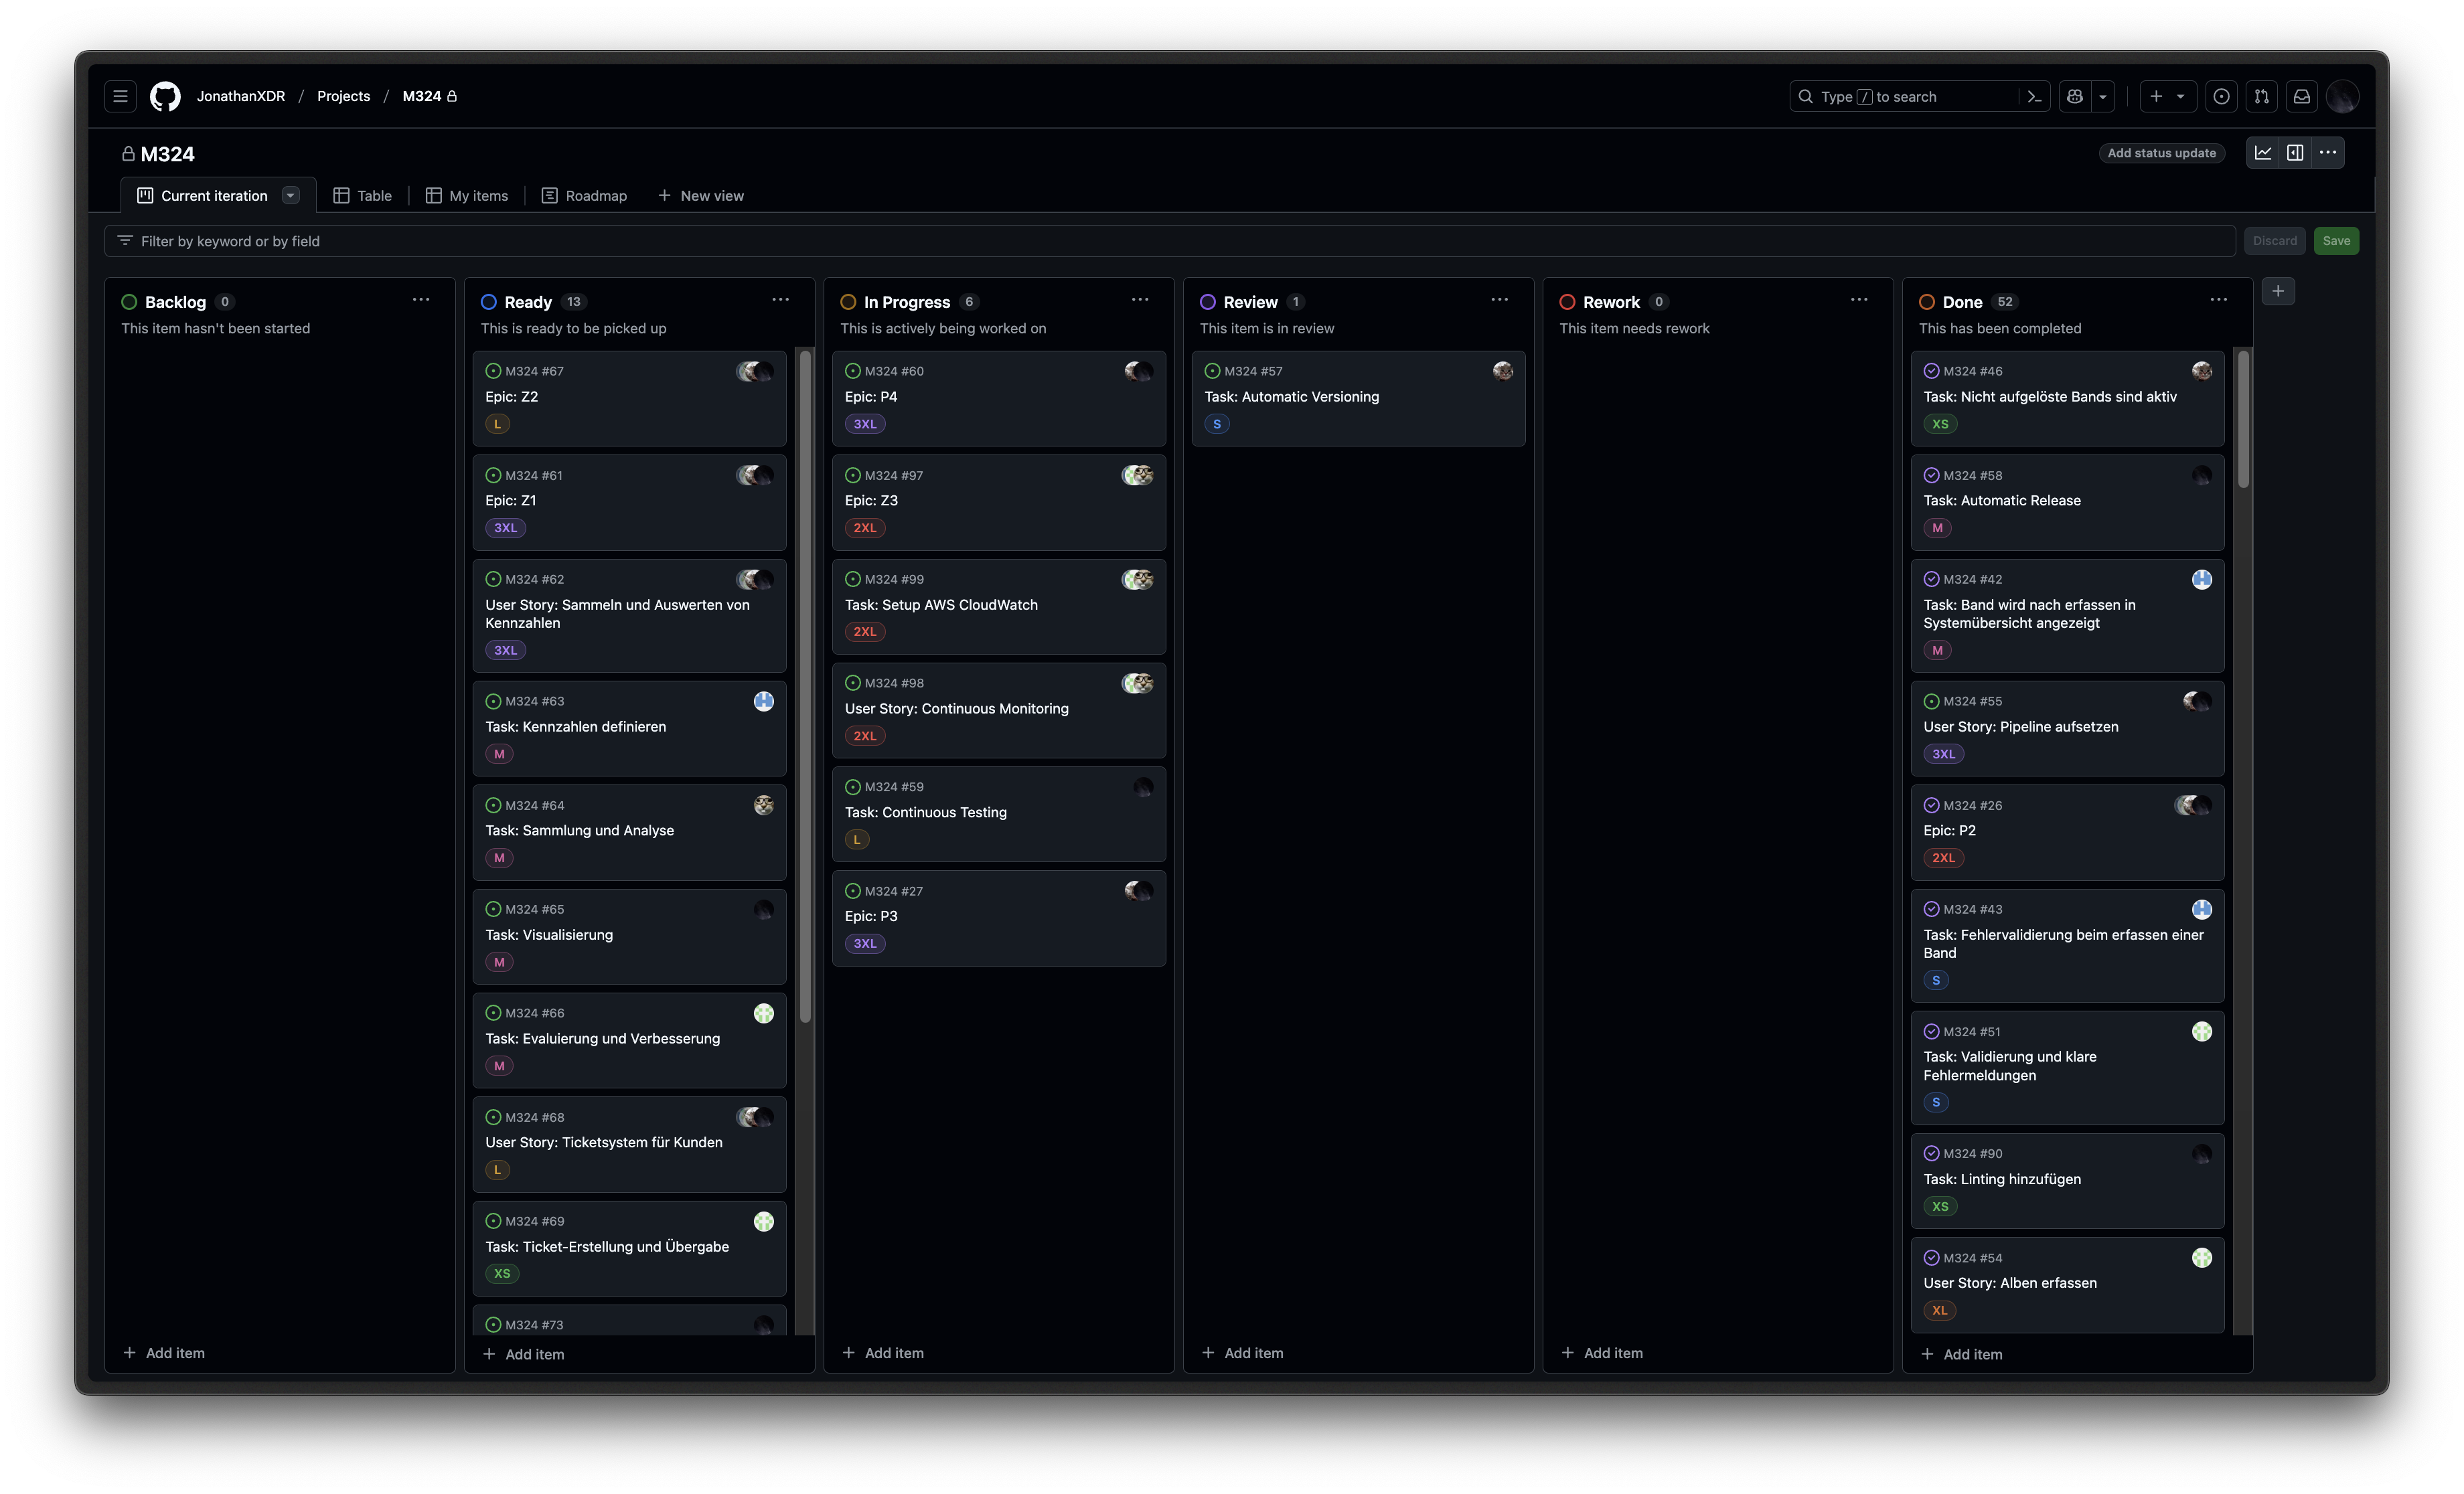 JonathanXDR / Projects / M324
Type / to search
M324
Add status update
Current iteration
Table
My items
Roadmap
+ New view
Filter by keyword or by field
Discard
Save
Backlog 0
This item hasn't been started
+ Add item
Ready 13
This is ready to be picked up
M324 #67
Epic: Z2
L
M324 #61
Epic: Z1
3XL
M324 #62
User Story: Sammeln und Auswerten von
Kennzahlen
3XL
M324 #63
Task: Kennzahlen definieren
M
M324 #64
Task: Sammlung und Analyse
M
M324 #65
Task: Visualisierung
M
M324 #66
Task: Evaluierung und Verbesserung
M
M324 #68
User Story: Ticketsystem für Kunden
L
M324 #69
Task: Ticket-Erstellung und Übergabe
XS
M324 #73
+ Add item
In Progress 6
This is actively being worked on
M324 #60
Epic: P4
3XL
M324 #97
Epic: Z3
2XL
M324 #99
Task: Setup AWS CloudWatch
2XL
M324 #98
User Story: Continuous Monitoring
2XL
M324 #59
Task: Continuous Testing
L
M324 #27
Epic: P3
3XL
+ Add item
Review 1
This item is in review
M324 #57
Task: Automatic Versioning
S
+ Add item
Rework 0
This item needs rework
+ Add item
Done 52
This has been completed
M324 #46
Task: Nicht aufgelöste Bands sind aktiv
XS
M324 #58
Task: Automatic Release
M
M324 #42
Task: Band wird nach erfassen in
Systemübersicht angezeigt
M
M324 #55
User Story: Pipeline aufsetzen
3XL
M324 #26
Epic: P2
2XL
M324 #43
Task: Fehlervalidierung beim erfassen einer
Band
S
M324 #51
Task: Validierung und klare
Fehlermeldungen
S
M324 #90
Task: Linting hinzufügen
XS
M324 #54
User Story: Alben erfassen
XL
+ Add item